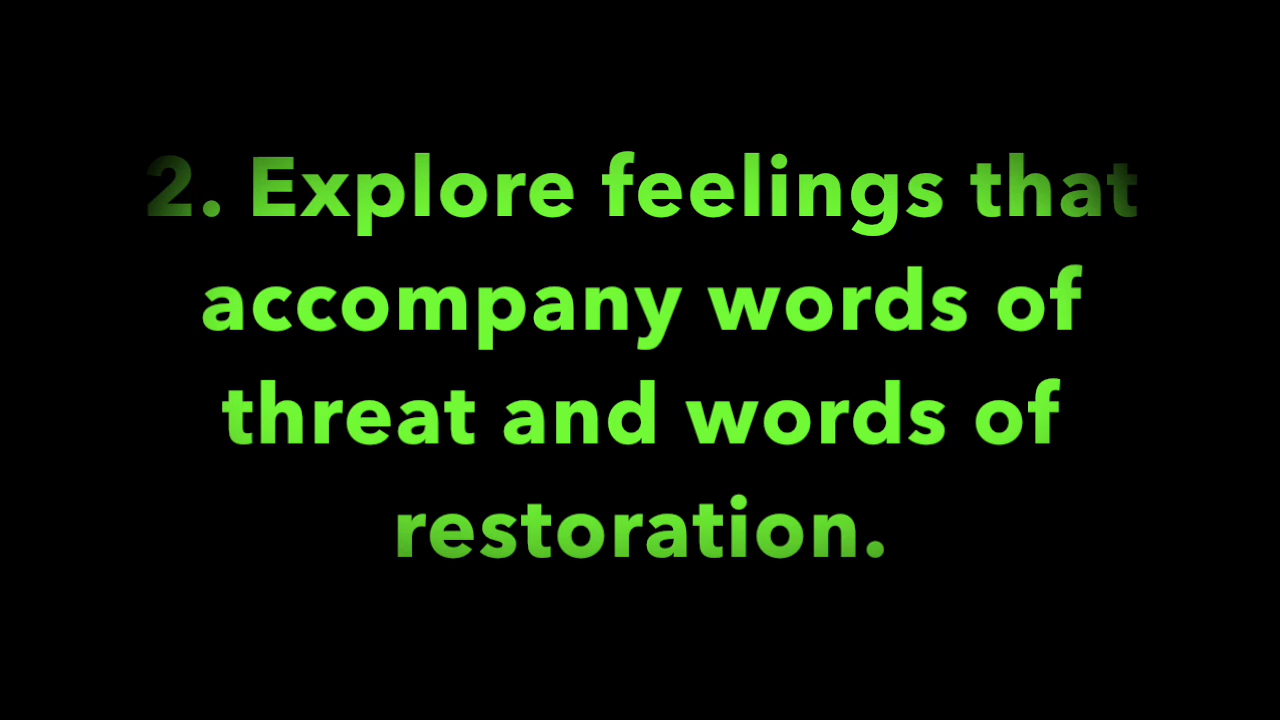 2. Explore feelings that
accompany words of
threat and words of
restoration.